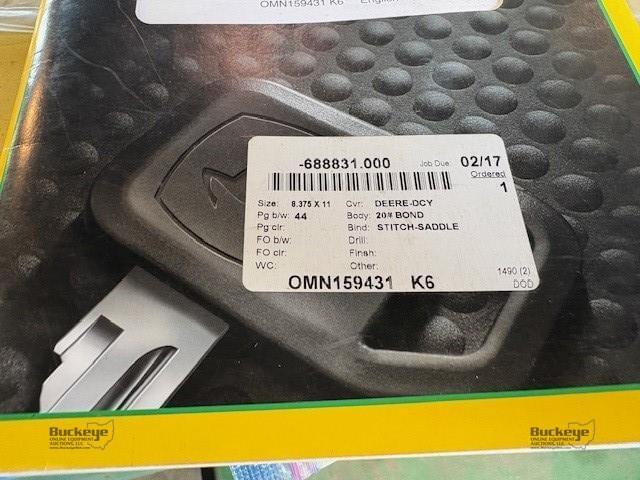 OMN159431 K6 English
-688831.000 Job Due: 02/17
Ordered
1
Size: 8.375 X 11 Cvr: DEERE-DCY
Pg b/w: 44 Body: 20# BOND
Pg clr: Bind: STITCH-SADDLE
FO b/w: Drill:
FO clr: Finsh:
WC: Other:
1490 (2)
OMN159431 K6 DOD
Buckeye
ONLINE EQUIPMENT
AUCTIONS, LLC
Buckeye
ONLINE EQUIPMENT
AUCTIONS, LLC